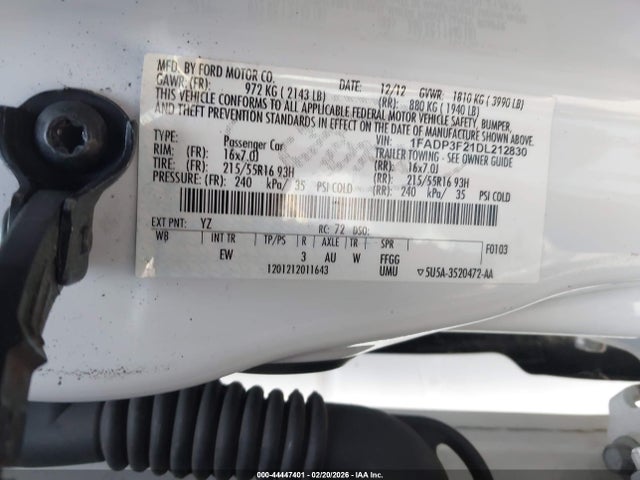 MFD. BY FORD MOTOR CO.
DATE: 12/12 GVWR: 1810 KG ( 3990 LB)
GAWR: (FR): 972 KG ( 2143 LB) (RR): 880 KG ( 1940 LB)
THIS VEHICLE CONFORMS TO ALL APPLICABLE FEDERAL MOTOR VEHICLE SAFETY, BUMPER,
AND THEFT PREVENTION STANDARDS IN EFFECT ON THE DATE OF MANUFACTURE SHOWN ABOVE.
VIN: 1FADP3F21DL212830
TYPE: Passenger Car TRAILER TOWING - SEE OWNER GUIDE
RIM: (FR): 16x7.0J (RR): 16x7.0J
TIRE: (FR): 215/55R16 93H (RR): 215/55R16 93H
PRESSURE: (FR): 240 kPa/ 35 PSI COLD (RR): 240 kPa/ 35 PSI COLD
EXT PNT: YZ RC: 72 DSO:
WB INT TR TP/PS R AXLE TR SPR F0T03
EW 3 AU W FFGG
1201212011643 UMU ▽5U5A-3520472-AA
000-44447401 - 02/20/2026 - IAA Inc.